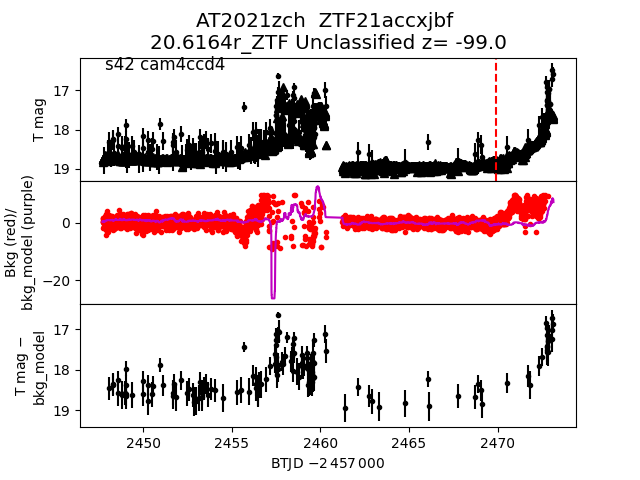 AT2021zch  ZTF21accxjbf
20.6164r_ZTF Unclassified z= -99.0
s42 cam4ccd4
T mag
17
18
19
Bkg (red)/
bkg_model (purple)
0
−20
T mag −
bkg_model
17
18
19
2450
2455
2460
2465
2470
BTJD −2 457 000